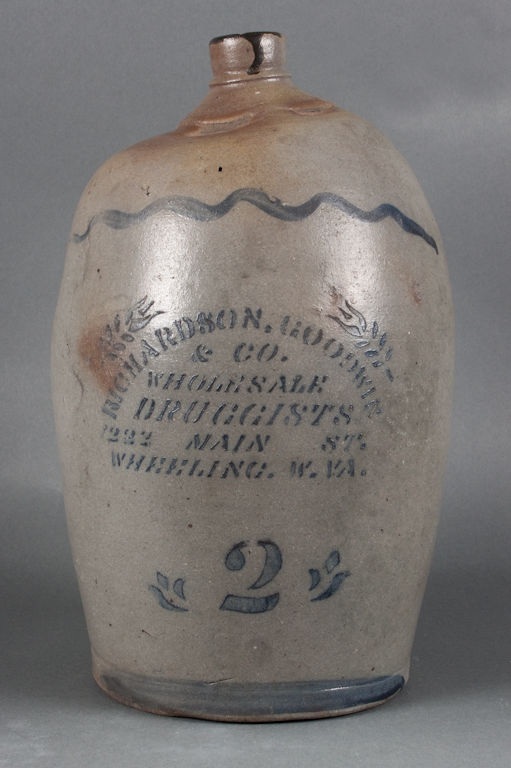 RICHARDSON, GOODWIN
& CO.
WHOLESALE
DRUGGISTS
1222 MAIN ST.
WHEELING. W.VA.
2